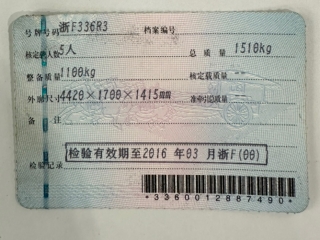 号牌号码 浙F336R3 档案编号
核定载人数 5人 总质量 1510kg
整备质量 1100kg 核定载质量 --
外廓尺寸 4420×1700×1415mm 准牵引总质量 --
备注
检验有效期至2016 年03 月浙F(00)
检验记录
*3360012887490*